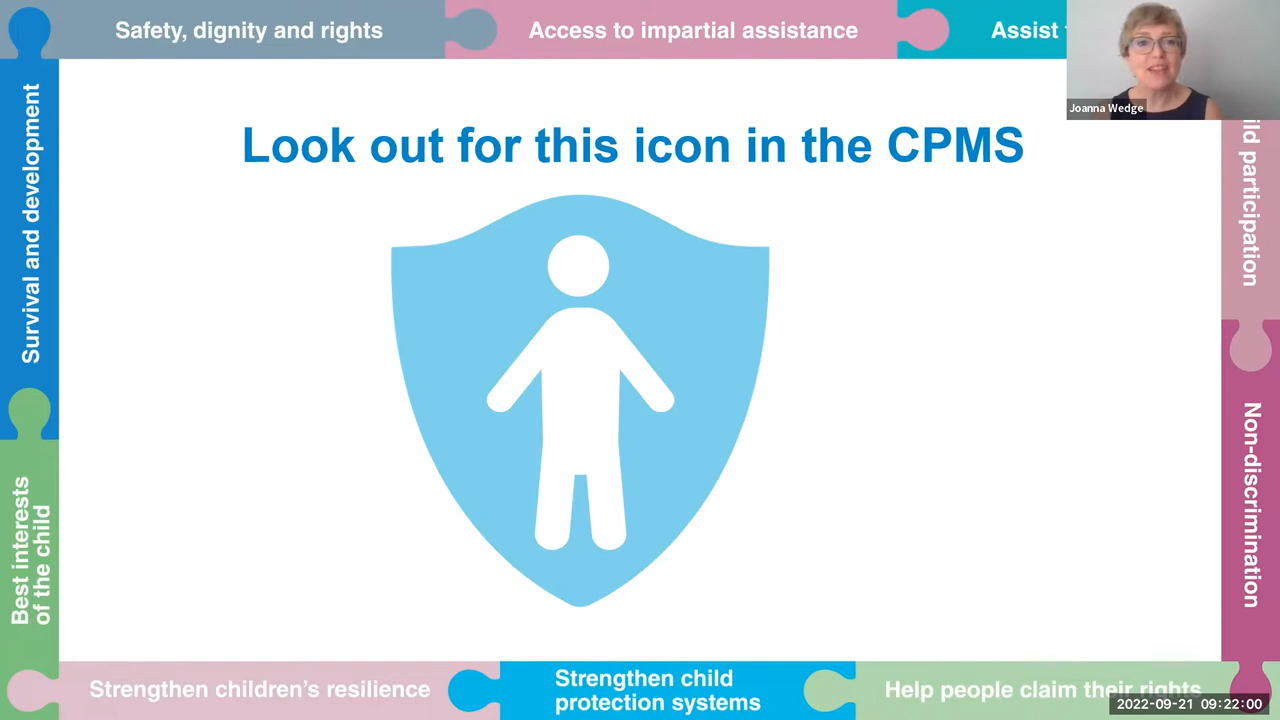 Safety, dignity and rights
Access to impartial assistance
Assist
Joanna Wedge
Look out for this icon in the CPMS
Survival and development
participation
Best interests
of the child
Non-discrimination
Strengthen children's resilience
Strengthen child
protection systems
Help people claim their rights
2022-09-21 09:22:00